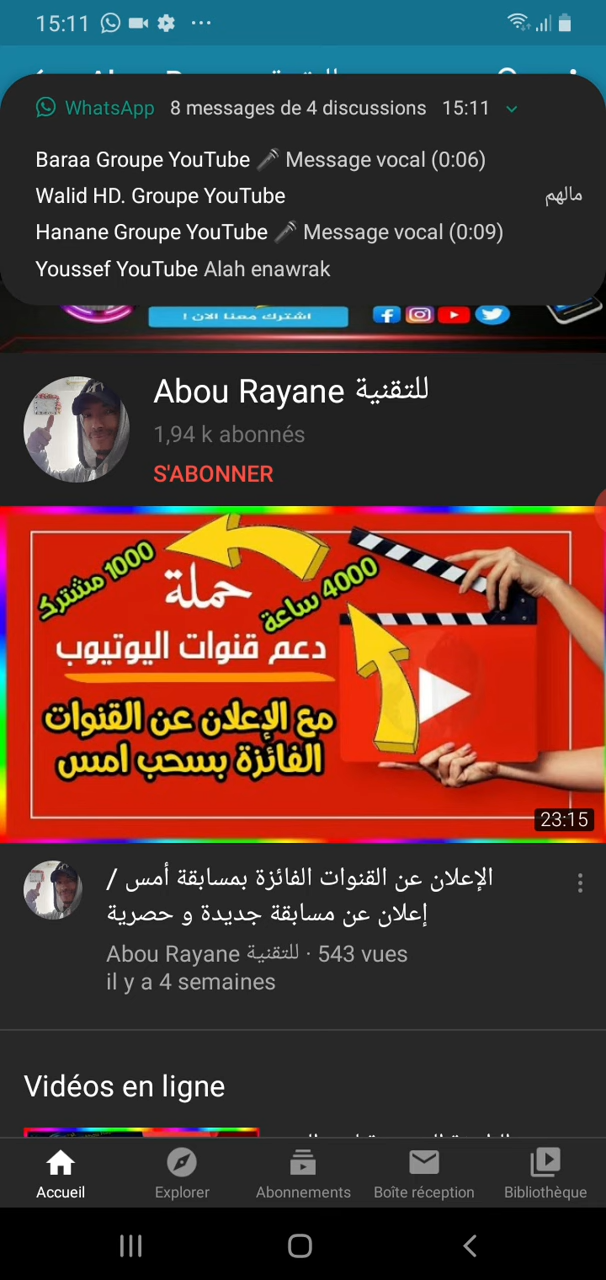 15:11
WhatsApp 8 messages de 4 discussions 15:11
Baraa Groupe YouTube 🎤 Message vocal (0:06)
Walid HD. Groupe YouTube مالهم
Hanane Groupe YouTube 🎤 Message vocal (0:09)
Youssef YouTube Alah enawrak
اشترك معنا الان !
Abou Rayane للتقنية
1,94 k abonnés
S'ABONNER
1000 مشترك
حملة
4000 ساعة
دعم قنوات اليوتيوب
مع الإعلان عن القنوات
الفائزة بسحب امس
23:15
الإعلان عن القنوات الفائزة بمسابقة أمس /
إعلان عن مسابقة جديدة و حصرية
Abou Rayane للتقنية · 543 vues
il y a 4 semaines
Vidéos en ligne
Accueil
Explorer
Abonnements
Boîte réception
Bibliothèque